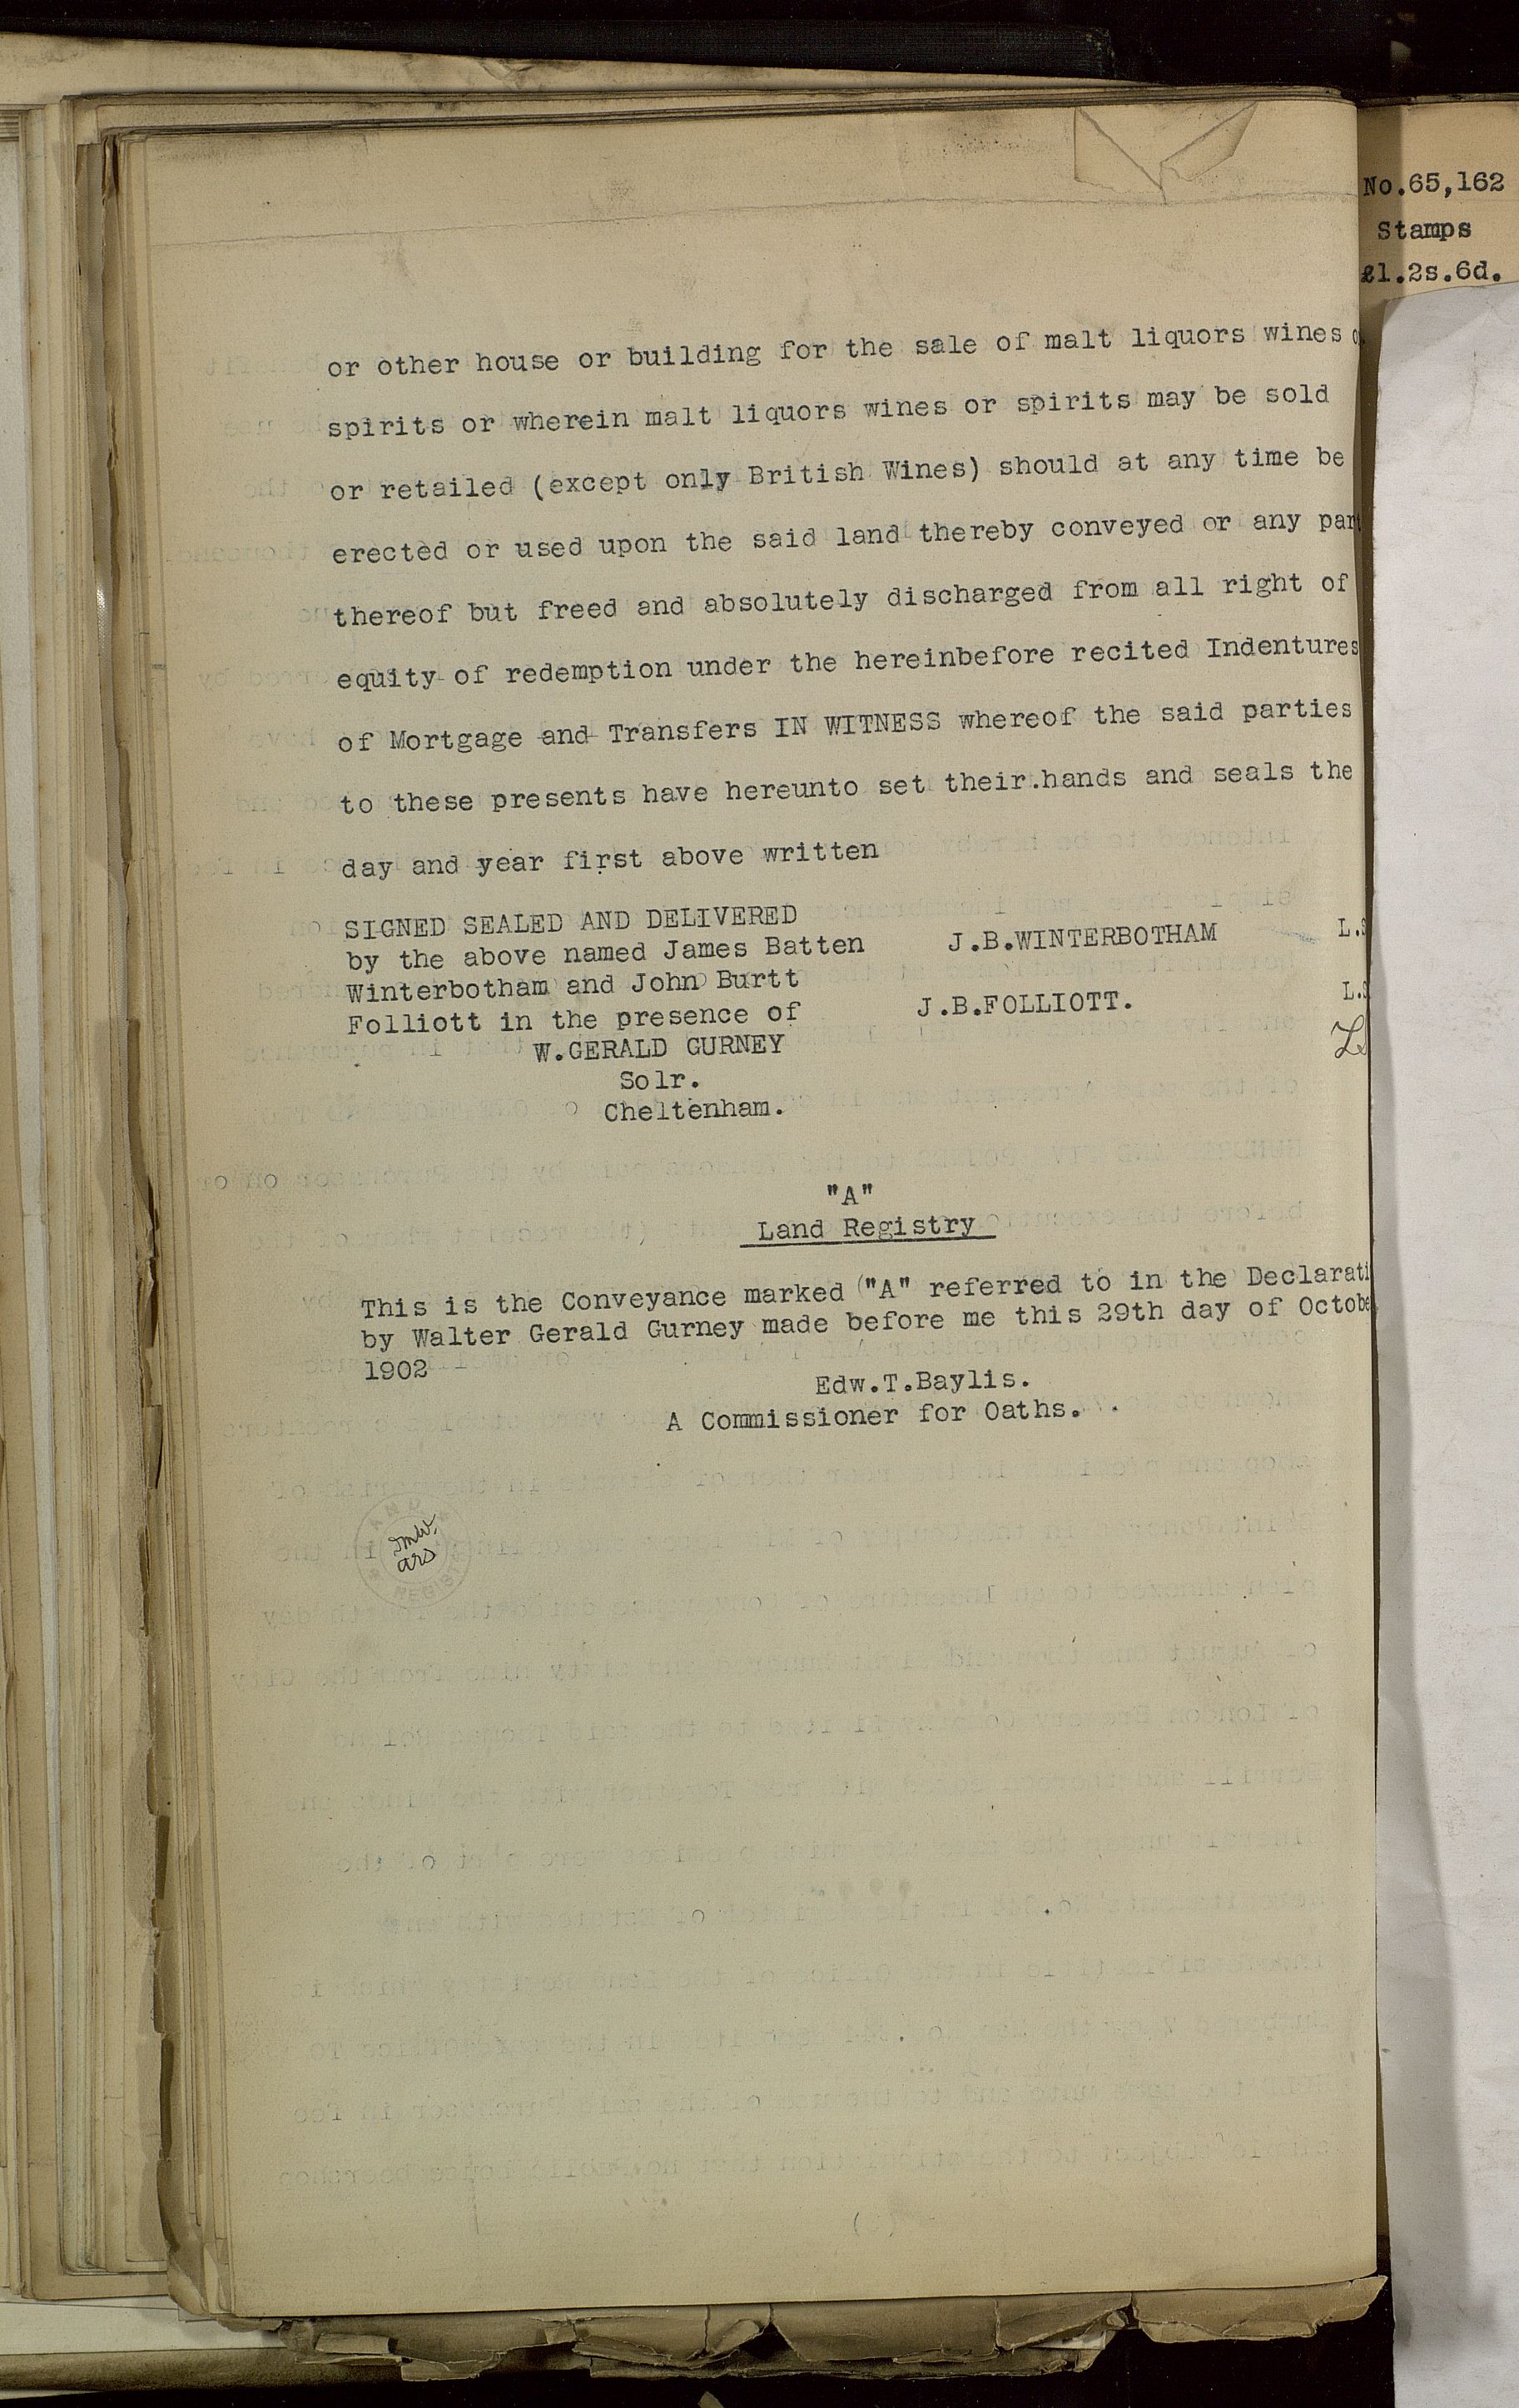 No.65,162
Stamps
£1.2s.6d.
or other house or building for the sale of malt liquors wines
spirits or wherein malt liquors wines or spirits may be sold
or retailed (except only British Wines) should at any time be
erected or used upon the said land thereby conveyed or any part
thereof but freed and absolutely discharged from all right of
equity of redemption under the hereinbefore recited Indentures
of Mortgage and Transfers IN WITNESS whereof the said parties
to these presents have hereunto set their.hands and seals the
day and year first above written
SIGNED SEALED AND DELIVERED
by the above named James Batten J.B.WINTERBOTHAM L.S
Winterbotham and John Burtt
Folliott in the presence of J.B.FOLLIOTT. L.S
W.GERALD GURNEY
Solr.
Cheltenham.
"A"
Land Registry
This is the Conveyance marked "A" referred to in the Declarati
by Walter Gerald Gurney made before me this 29th day of Octobe
1902
Edw.T.Baylis.
A Commissioner for Oaths.